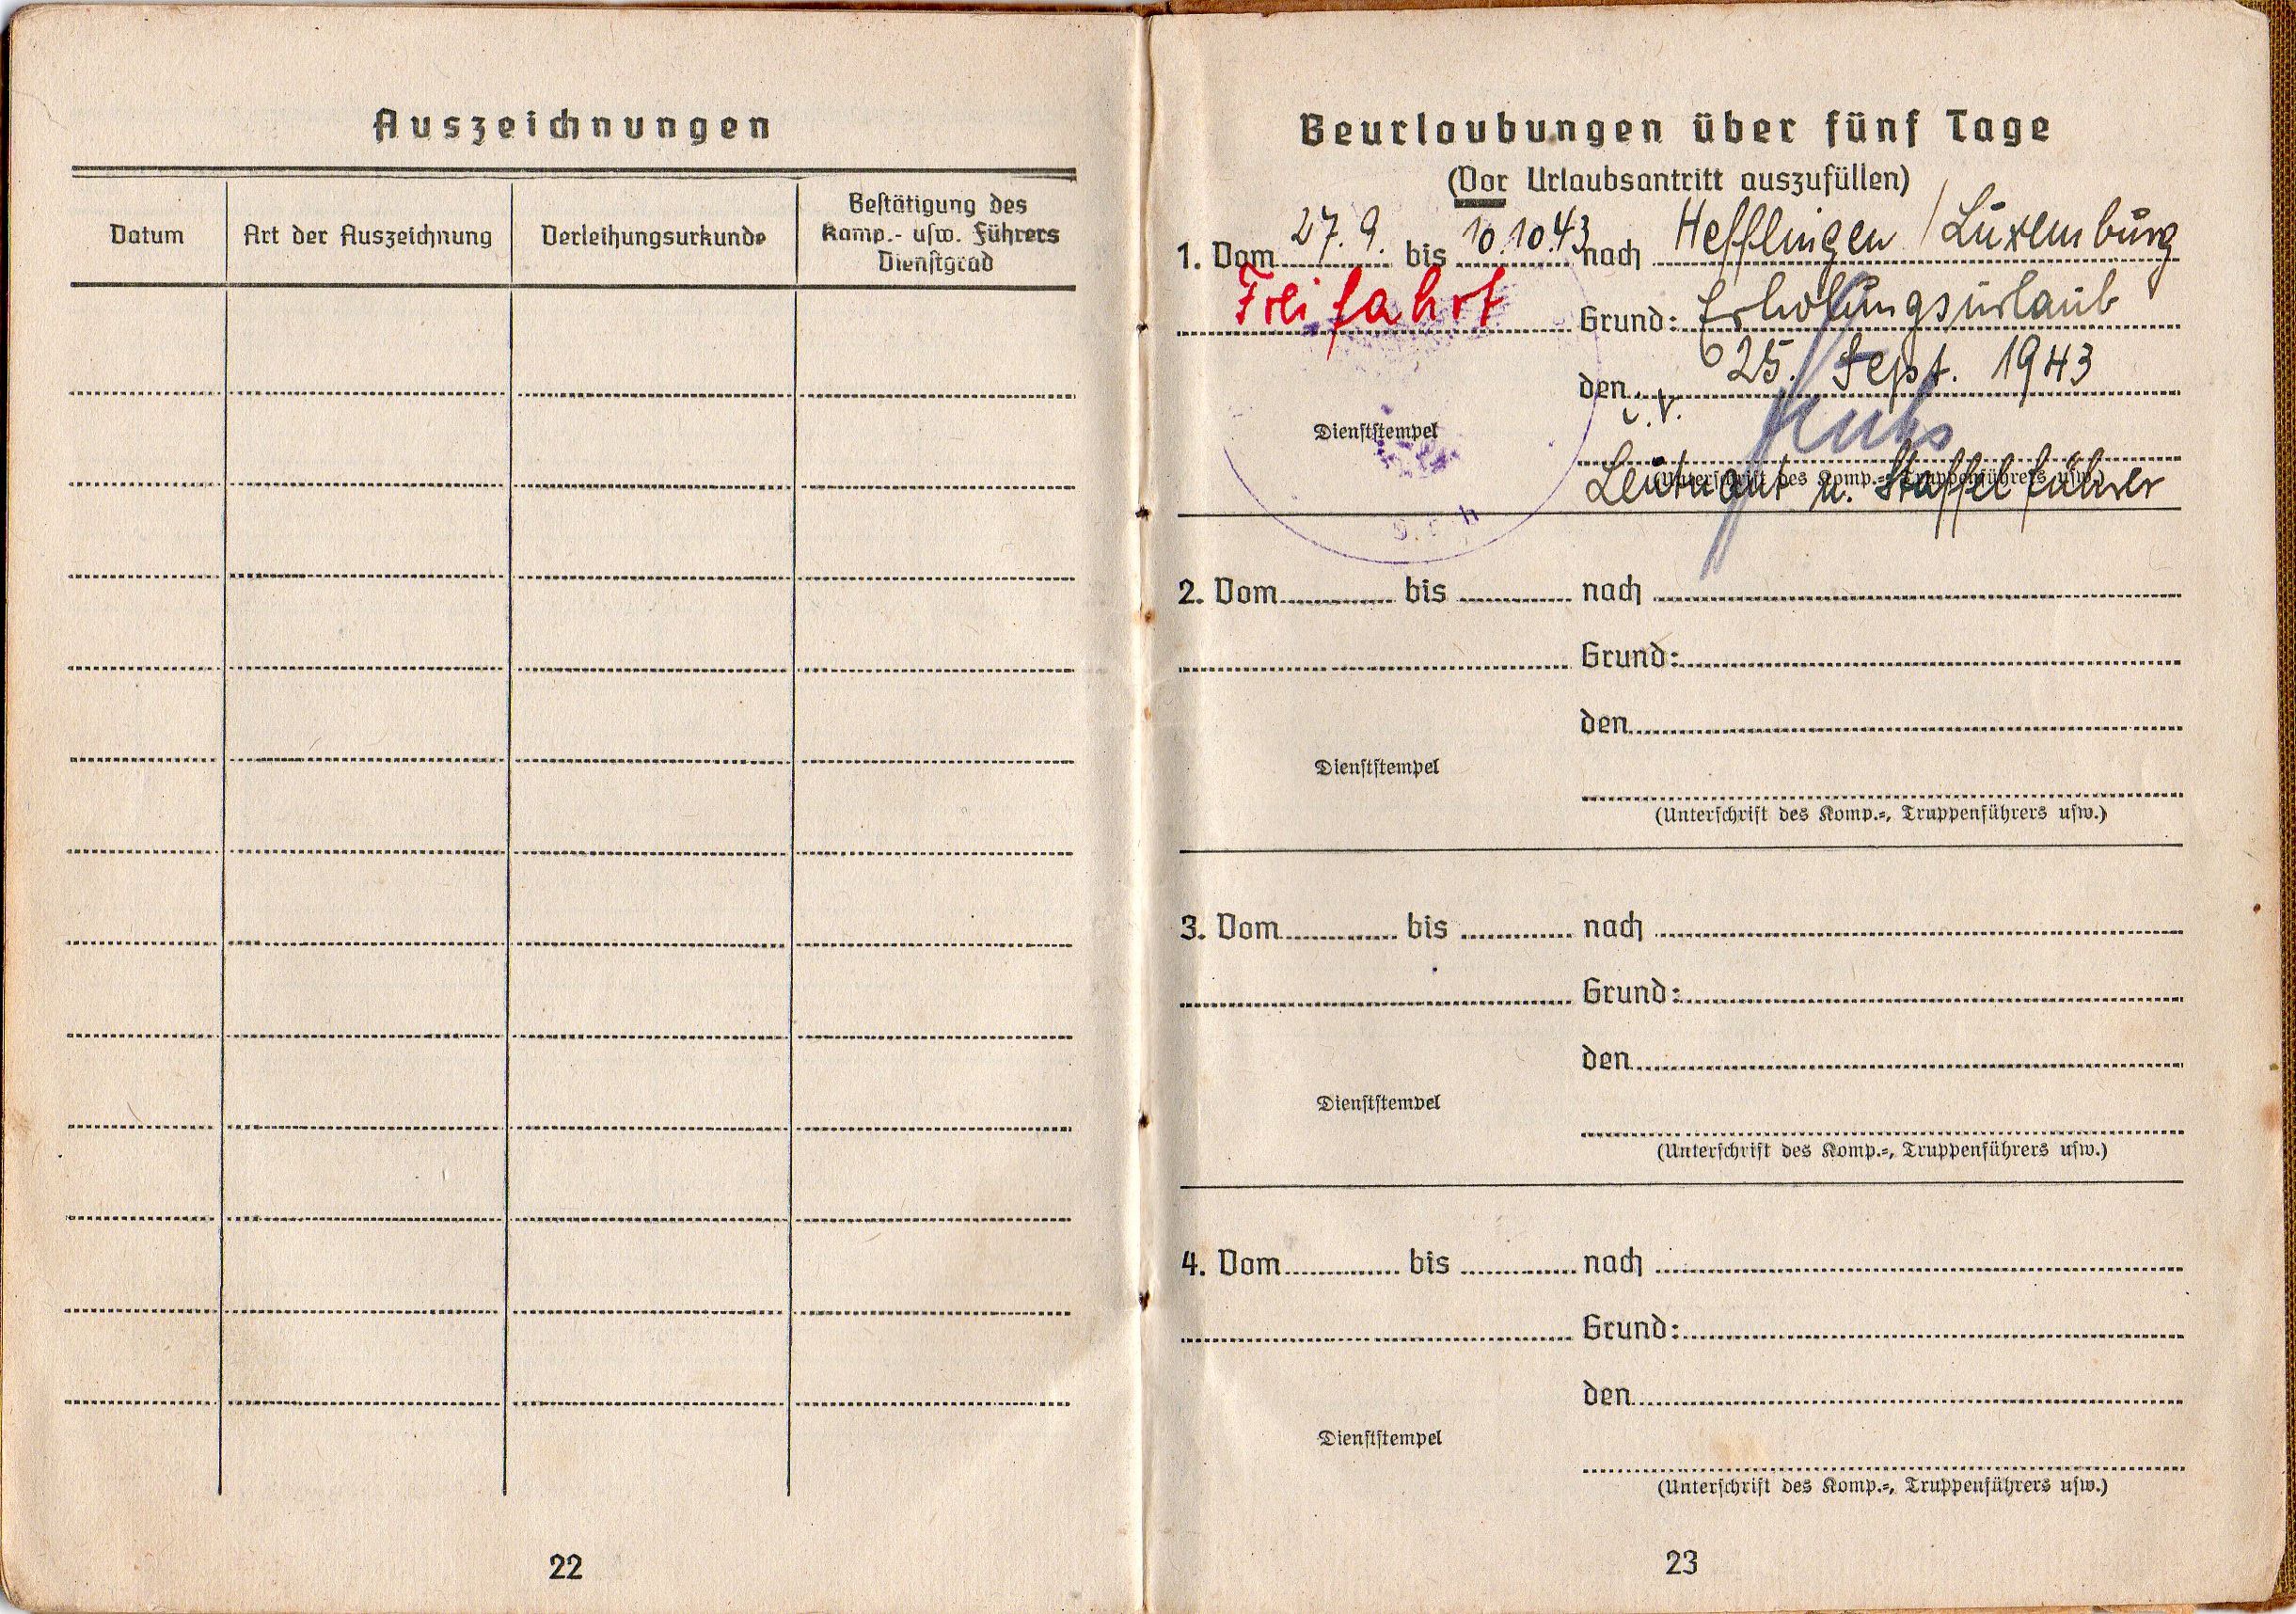 Auszeichnungen
Datum
Art der Auszeichnung
Verleihungsurkunde
Bestätigung des
Komp.- usw. Führers
Dienstgrad
22
Beurlaubungen über fünf Tage
(Vor Urlaubsantritt auszufüllen)
1. Vom 27. 9. bis 10.10.43 nach Hefflingen / Luxemburg
Freifahrt Grund: Erholungsurlaub
den 25. Sept. 1943
i. V.
Dienststempel
(Unterschrift des Komp.-, Truppenführers usw.)
Leutnant u. Staffelführer
2. Vom bis nach
Grund:
den
Dienststempel
(Unterschrift des Komp.-, Truppenführers usw.)
3. Vom bis nach
Grund:
den
Dienststempel
(Unterschrift des Komp.-, Truppenführers usw.)
4. Vom bis nach
Grund:
den
Dienststempel
(Unterschrift des Komp.-, Truppenführers usw.)
23